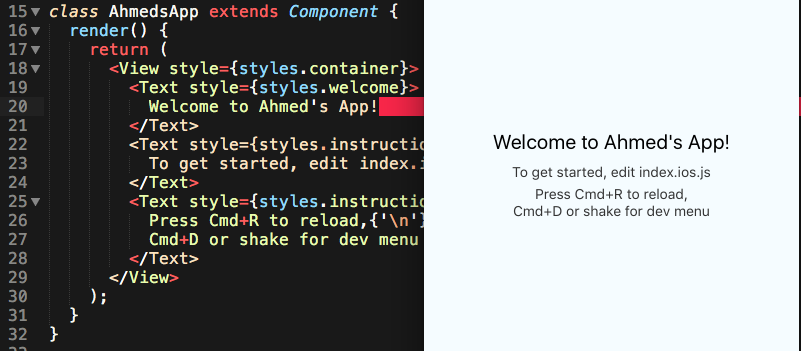 15 class AhmedsApp extends Component {
16 render() {
17 return (
18 <View style={styles.container}>
19 <Text style={styles.welcome}>
20 Welcome to Ahmed's App!
21 </Text>
22 <Text style={styles.instructio
23 To get started, edit index.i
24 </Text>
25 <Text style={styles.instructio
26 Press Cmd+R to reload,{'\n'}
27 Cmd+D or shake for dev menu
28 </Text>
29 </View>
30 );
31 }
32 }
Welcome to Ahmed's App!
To get started, edit index.ios.js
Press Cmd+R to reload,
Cmd+D or shake for dev menu